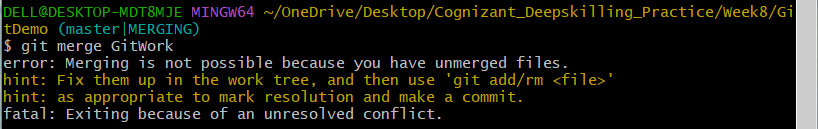 DELL@DESKTOP-MDT8MJE MINGW64 ~/OneDrive/Desktop/Cognizant_Deepskilling_Practice/Week8/Gi
tDemo (master|MERGING)
$ git merge GitWork
error: Merging is not possible because you have unmerged files.
hint: Fix them up in the work tree, and then use 'git add/rm <file>'
hint: as appropriate to mark resolution and make a commit.
fatal: Exiting because of an unresolved conflict.